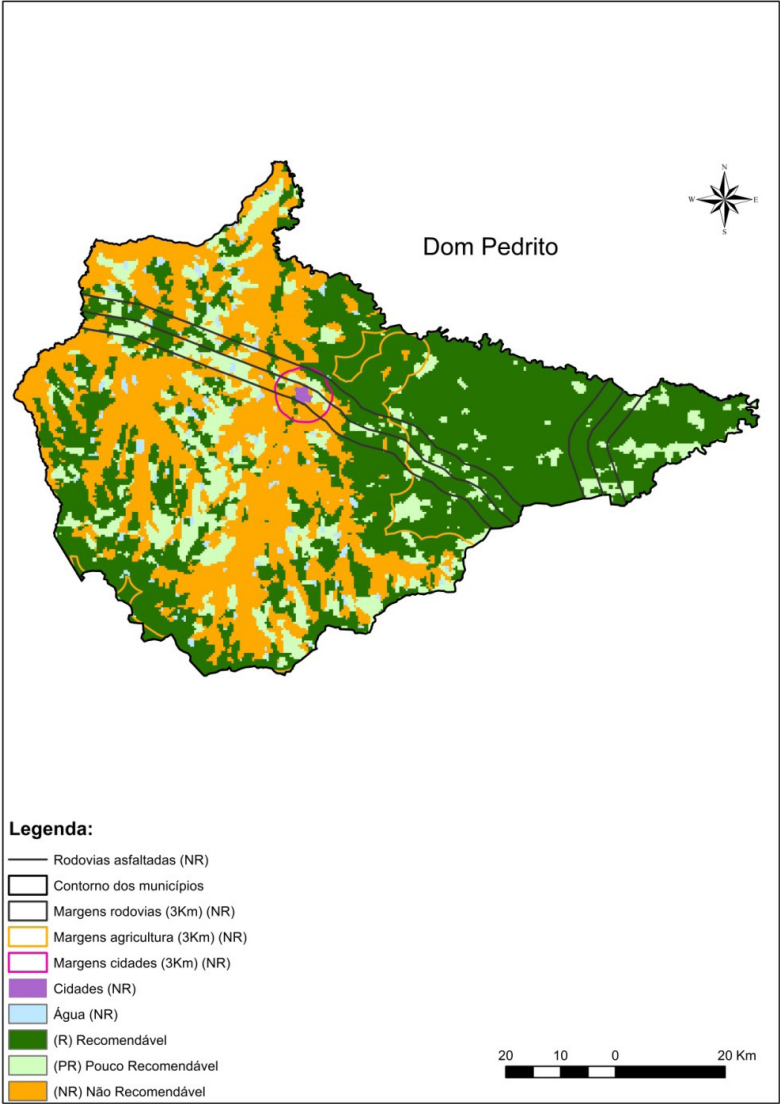 N
W E
S
Dom Pedrito
Legenda:
Rodovias asfaltadas (NR)
Contorno dos municípios
Margens rodovias (3Km) (NR)
Margens agricultura (3Km) (NR)
Margens cidades (3Km) (NR)
Cidades (NR)
Água (NR)
(R) Recomendável
(PR) Pouco Recomendável
(NR) Não Recomendável
20 10 0 20 Km